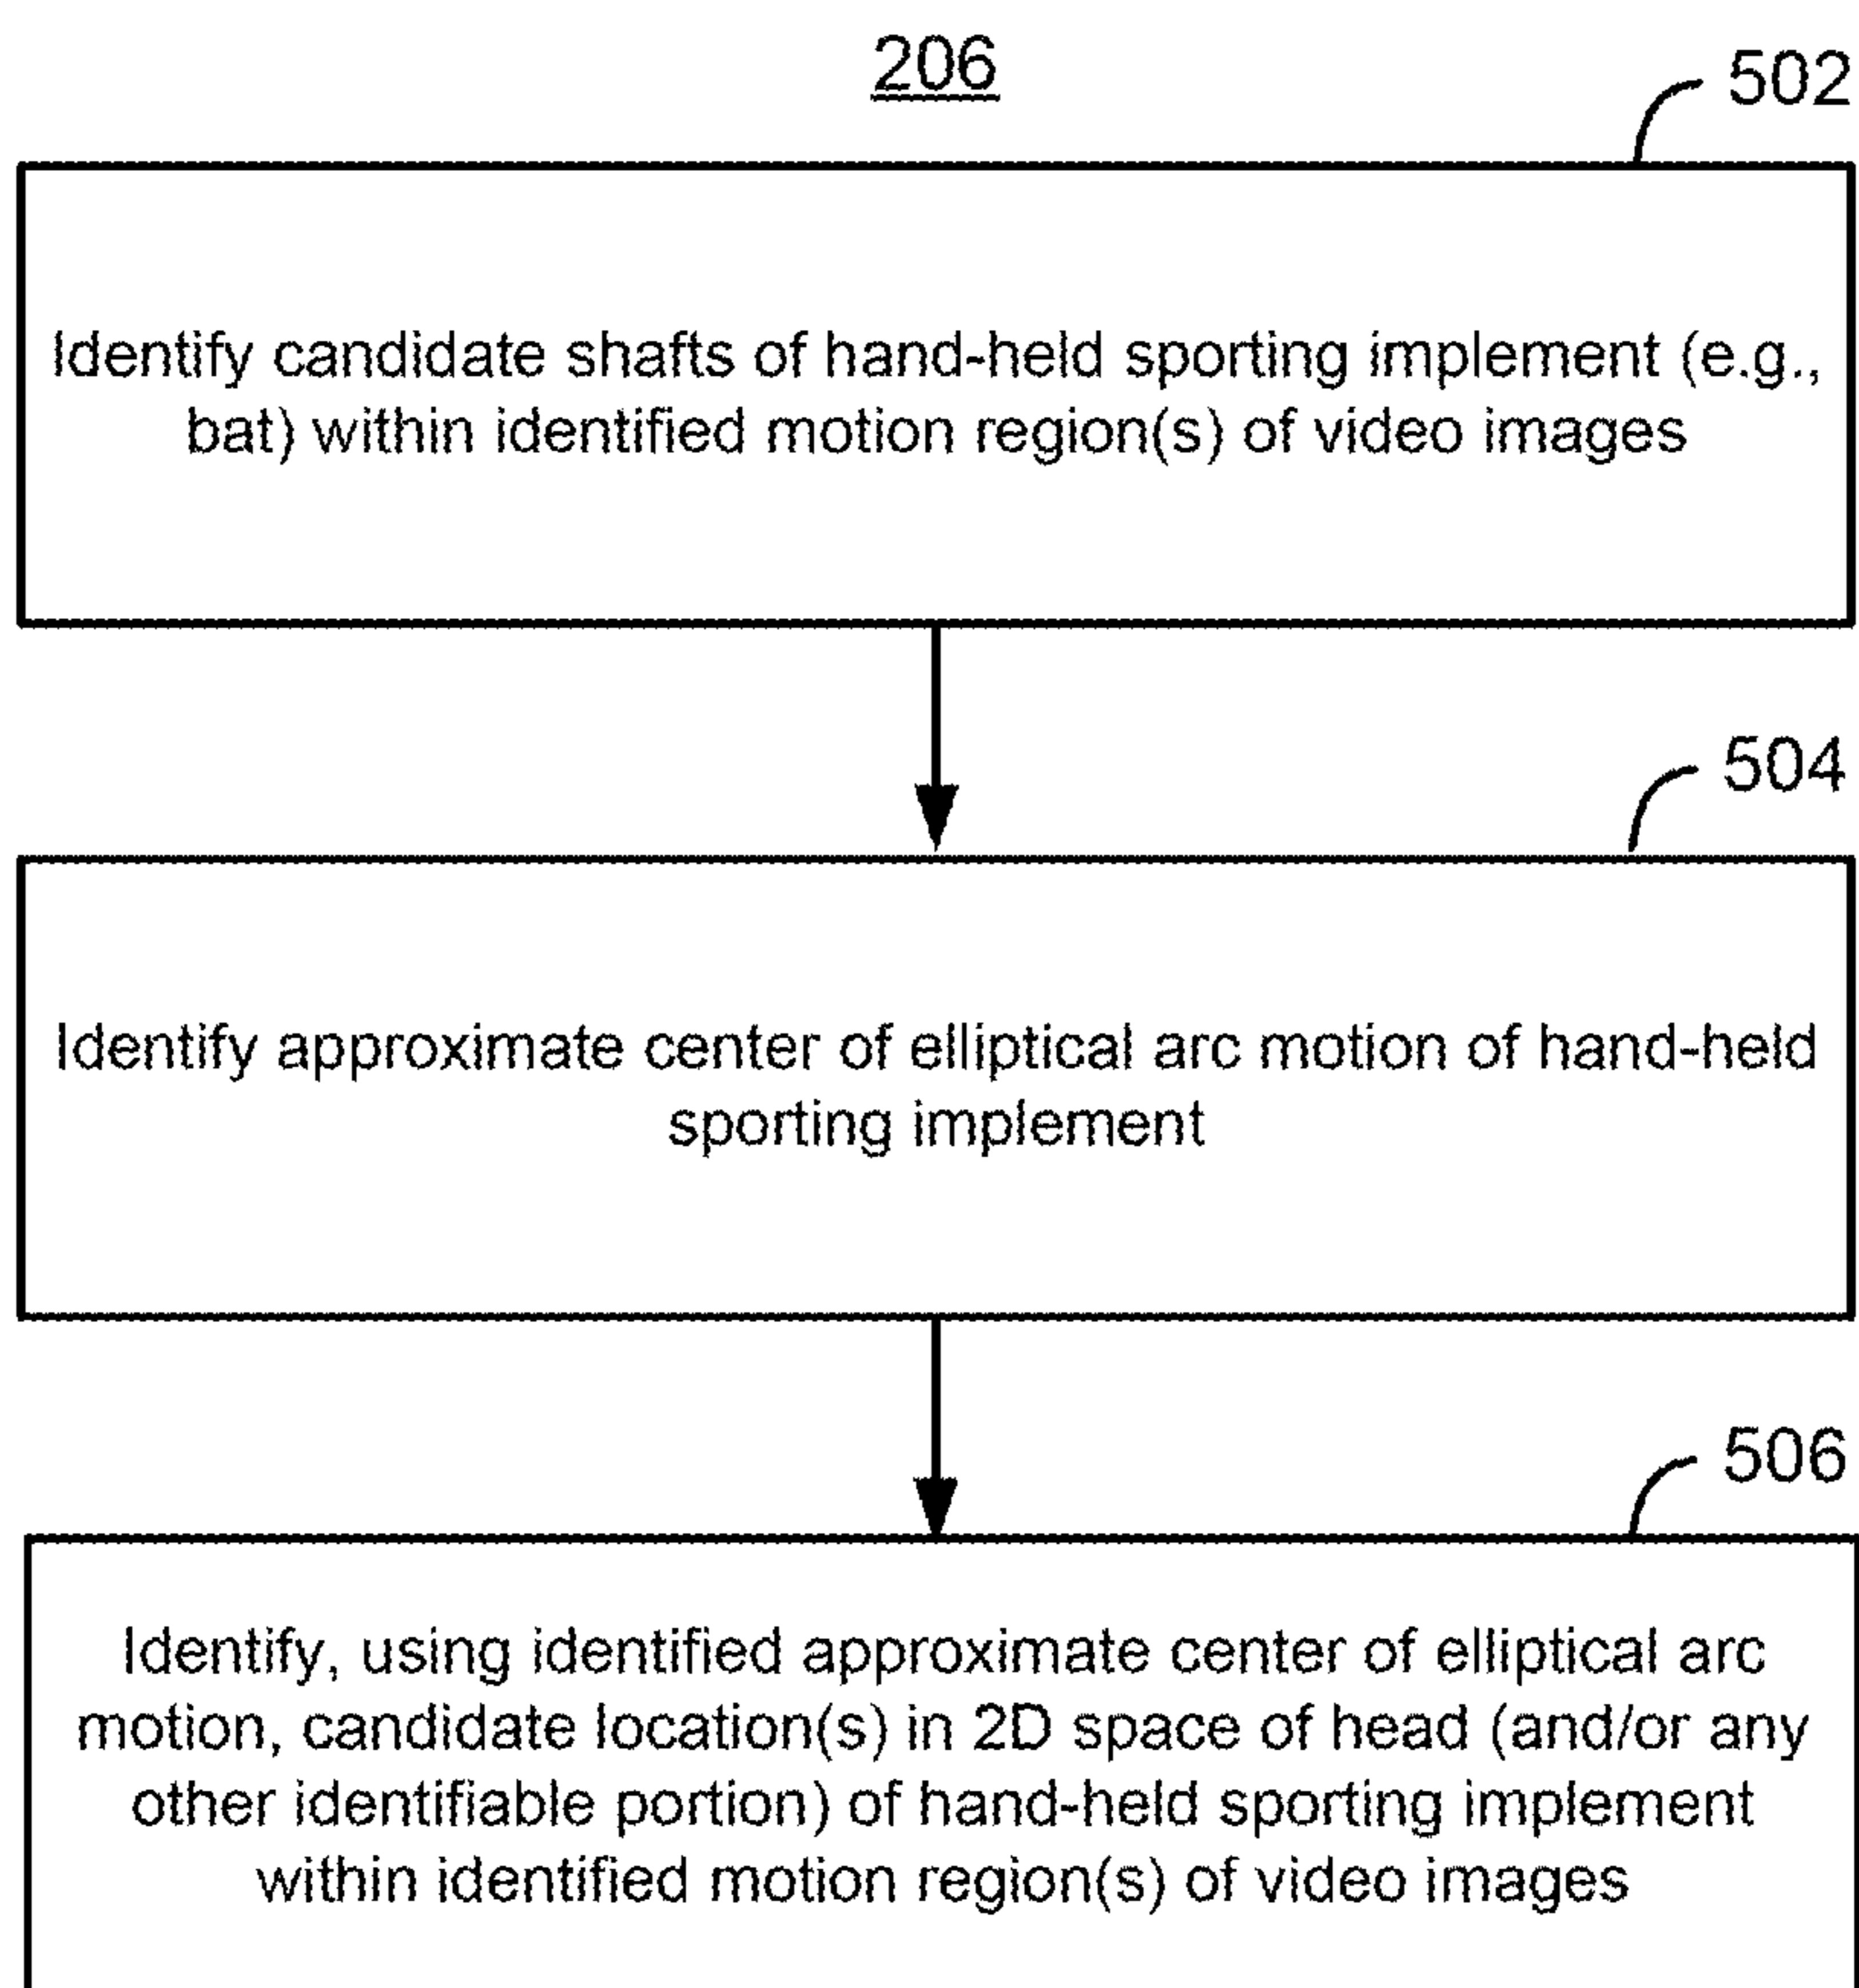 206
502
Identify candidate shafts of hand-held sporting implement (e.g.,
bat) within identified motion region(s) of video images
504
Identify approximate center of elliptical arc motion of hand-held
sporting implement
506
Identify, using identified approximate center of elliptical arc
motion, candidate location(s) in 2D space of head (and/or any
other identifiable portion) of hand-held sporting implement
within identified motion region(s) of video images